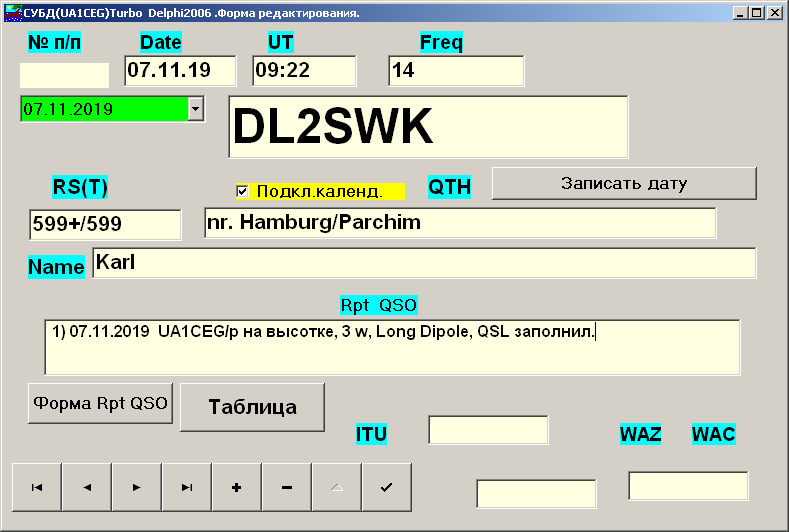 СУБД(UA1CEG)Turbo Delphi2006 .Форма редактирования.
№ п/п Date UT Freq
07.11.19 09:22 14
07.11.2019
DL2SWK
RS(T) Подкл.календ. QTH Записать дату
599+/599 nr. Hamburg/Parchim
Name Karl
Rpt QSO
1) 07.11.2019 UA1CEG/p на высотке, 3 w, Long Dipole, QSL заполнил.
Форма Rpt QSO Таблица
ITU WAZ WAC